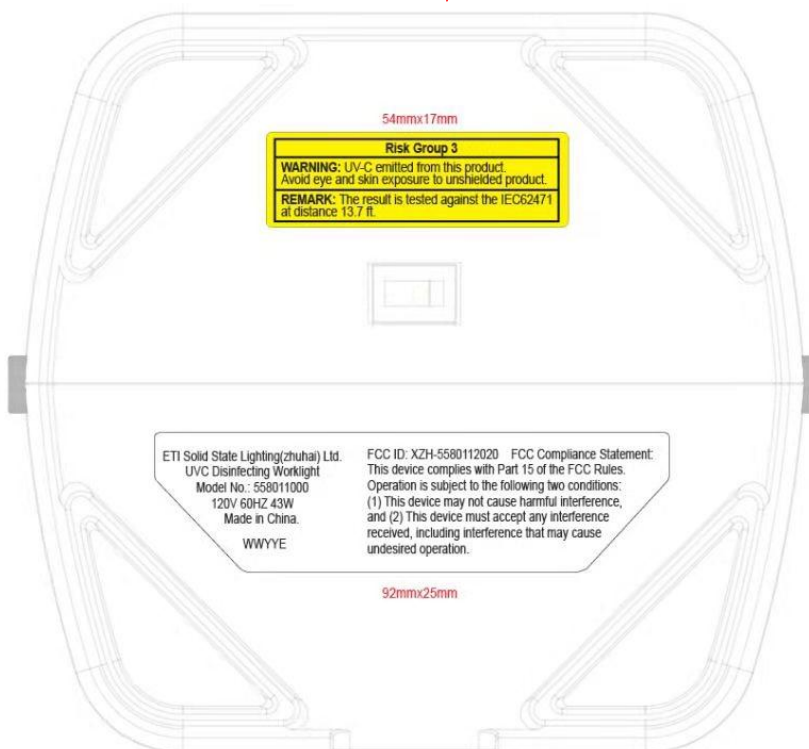 54mmx17mm
Risk Group 3
WARNING: UV-C emitted from this product.
Avoid eye and skin exposure to unshielded product.
REMARK: The result is tested against the IEC62471
at distance 13.7 ft.
ETI Solid State Lighting(zhuhai) Ltd.
UVC Disinfecting Worklight
Model No.: 558011000
120V 60HZ 43W
Made in China.
WWYYE
FCC ID: XZH-5580112020 FCC Compliance Statement:
This device complies with Part 15 of the FCC Rules.
Operation is subject to the following two conditions:
(1) This device may not cause harmful interference,
and (2) This device must accept any interference
received, including interference that may cause
undesired operation.
92mmx25mm